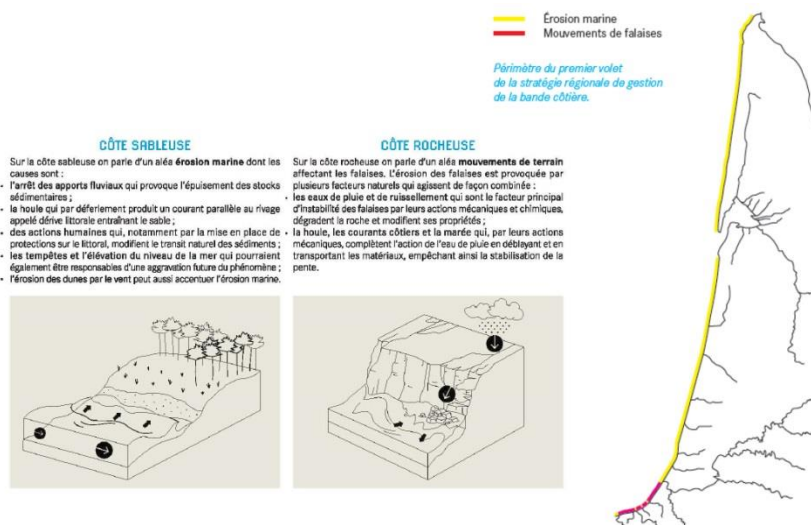 Érosion marine
Mouvements de falaises
Périmètre du premier volet
de la stratégie régionale de gestion
de la bande côtière.
CÔTE SABLEUSE
Sur la côte sableuse on parle d'un aléa érosion marine dont les
causes sont :
• l'arrêt des apports fluviaux qui provoque l'épuisement des stocks
sédimentaires ;
• la houle qui par déferlement produit un courant parallèle au rivage
appelé dérive littorale entraînant le sable ;
• des actions humaines qui, notamment par la mise en place de
protections sur le littoral, modifient le transit naturel des sédiments ;
• les tempêtes et l'élévation du niveau de la mer qui pourraient
également être responsables d'une aggravation future du phénomène ;
• l'érosion des dunes par le vent peut aussi accentuer l'érosion marine.
CÔTE ROCHEUSE
Sur la côte rocheuse on parle d'un aléa mouvements de terrain
affectant les falaises. L'érosion des falaises est provoquée par
plusieurs facteurs naturels qui agissent de façon combinée :
• les eaux de pluie et de ruissellement qui sont le facteur principal
d'instabilité des falaises par leurs actions mécaniques et chimiques,
dégradent la roche et modifient ses propriétés ;
• la houle, les courants côtiers et la marée qui, par leurs actions
mécaniques, complètent l'action de l'eau de pluie en déblayant et en
transportant les matériaux, empêchant ainsi la stabilisation de la
pente.